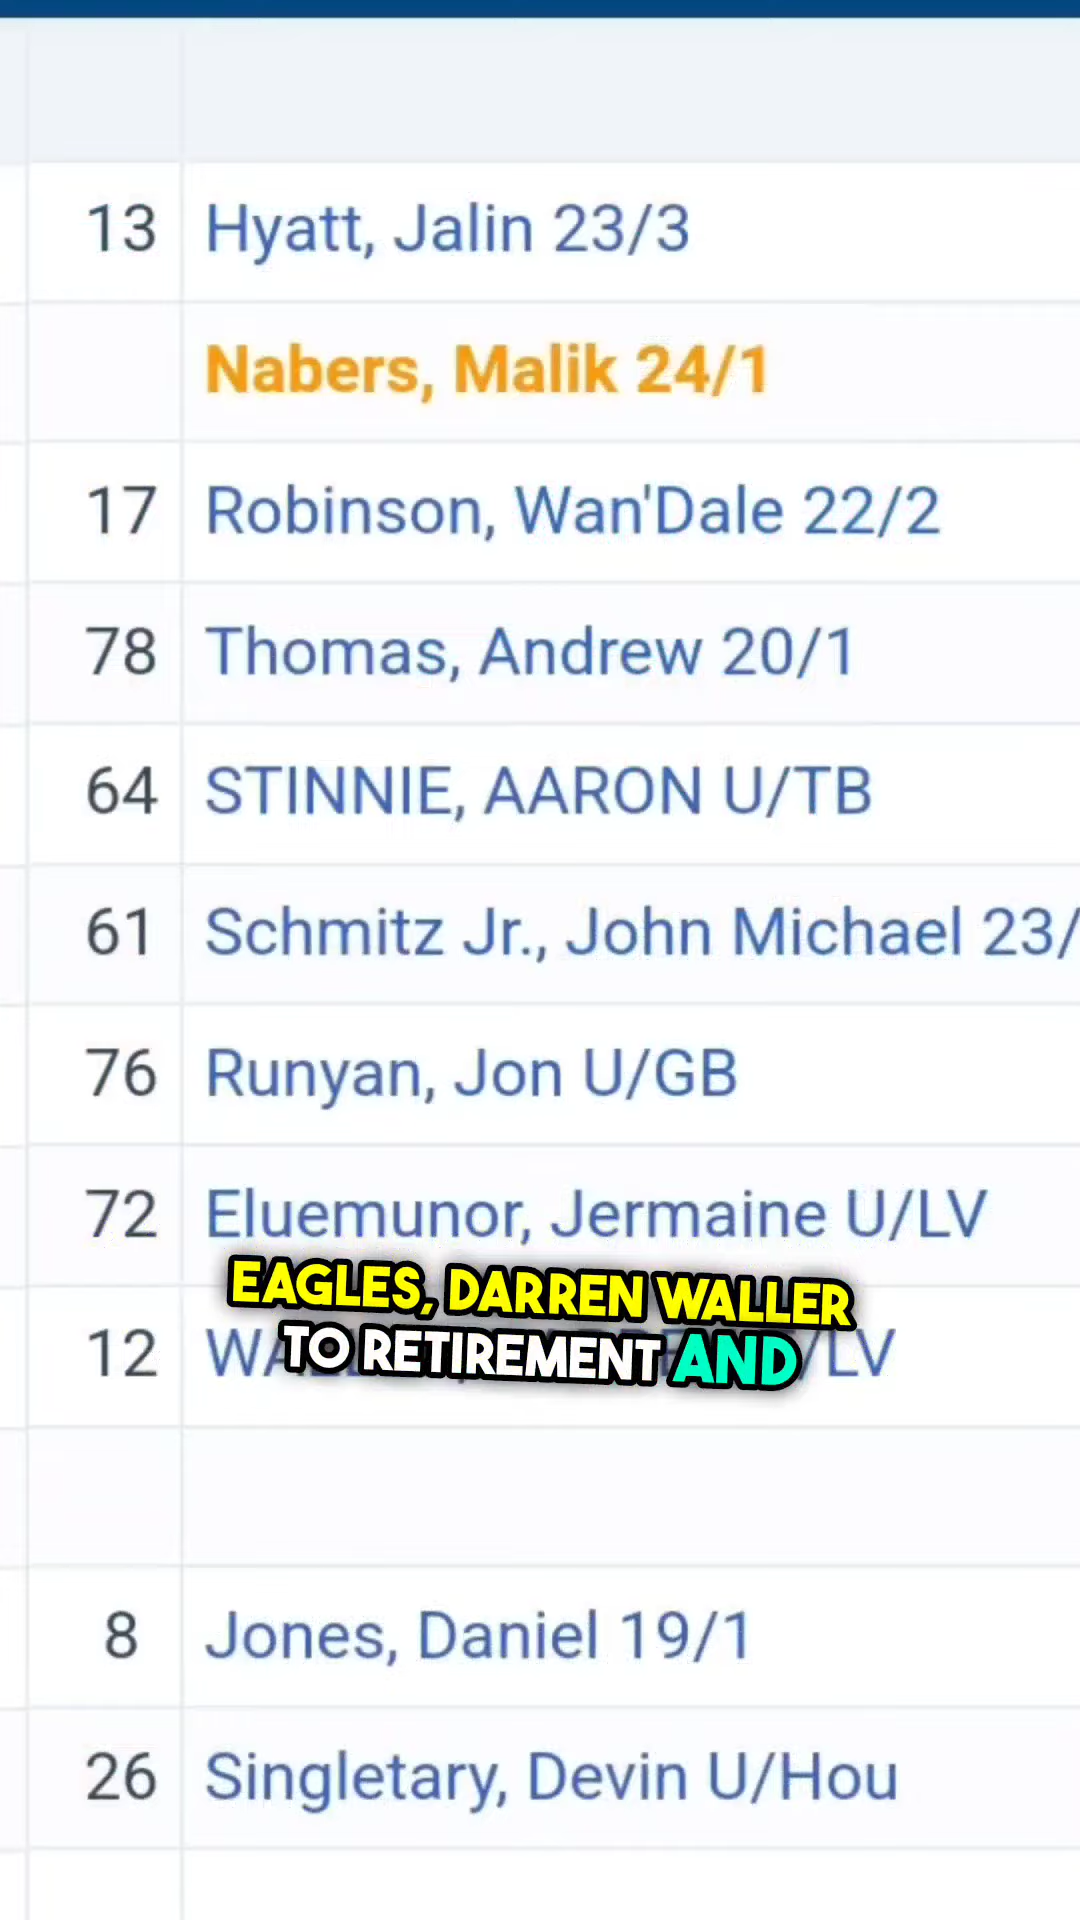 13 Hyatt, Jalin 23/3
Nabers, Malik 24/1
17 Robinson, Wan'Dale 22/2
78 Thomas, Andrew 20/1
64 STINNIE, AARON U/TB
61 Schmitz Jr., John Michael 23/
76 Runyan, Jon U/GB
72 Eluemunor, Jermaine U/LV
EAGLES, DARREN WALLER
TO RETIREMENT AND
12 /LV
8 Jones, Daniel 19/1
26 Singletary, Devin U/Hou